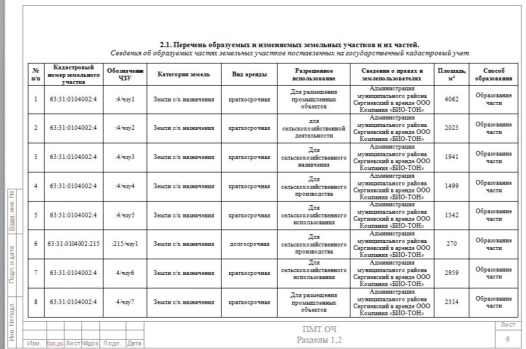 2.1. Перечень образуемых и изменяемых земельных участков и их частей.
Сведения об образуемых частях земельных участков поставленных на государственный кадастровый учет
№ п/п Кадастровый номер земельного участка Обозначение ЧЗУ Категория земель Вид аренды Разрешенное использование Сведения о правах и землепользователях Площадь, м² Способ образования
1 63:31:0104002:4 :4/чзу1 Земли с/х назначения краткосрочная Для размещения промышленных объектов Администрация муниципального района Сергиевский в аренде ООО Компания «БИО-ТОН» 4062 Образование части
2 63:31:0104002:4 :4/чзу2 Земли с/х назначения краткосрочная для сельскохозяйственной деятельности Администрация муниципального района Сергиевский в аренде ООО Компания «БИО-ТОН» 2023 Образование части
3 63:31:0104002:4 :4/чзу3 Земли с/х назначения краткосрочная Для сельскохозяйственного назначения Администрация муниципального района Сергиевский в аренде ООО Компания «БИО-ТОН» 1941 Образование части
4 63:31:0104002:4 :4/чзу4 Земли с/х назначения краткосрочная Для сельскохозяйственного производства Администрация муниципального района Сергиевский в аренде ООО Компания «БИО-ТОН» 1499 Образование части
5 63:31:0104002:4 :4/чзу5 Земли с/х назначения краткосрочная Для сельскохозяйственного использования Администрация муниципального района Сергиевский в аренде ООО Компания «БИО-ТОН» 1342 Образование части
6 63:31:0104002:215 :215/чзу1 Земли с/х назначения долгосрочная Для сельскохозяйственного производства Администрация муниципального района Сергиевский в аренде ООО Компания «БИО-ТОН» 270 Образование части
7 63:31:0104002:4 :4/чзу6 Земли с/х назначения краткосрочная Для сельскохозяйственного использования Администрация муниципального района Сергиевский в аренде ООО Компания «БИО-ТОН» 2959 Образование части
8 63:31:0104002:4 :4/чзу7 Земли с/х назначения краткосрочная Для размещения промышленных объектов Администрация муниципального района Сергиевский в аренде ООО Компания «БИО-ТОН» 2314 Образование части
Взам. инв. №
Подп. и дата
Инв. № подл.
Изм. Кол.уч. Лист №док Подп. Дата
ПМТ.ОЧ
Разделы 1,2
Лист
6